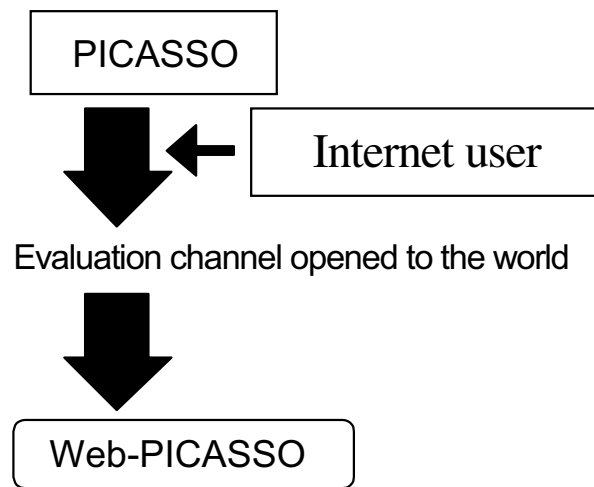 PICASSO
Internet user
Evaluation channel opened to the world
Web-PICASSO